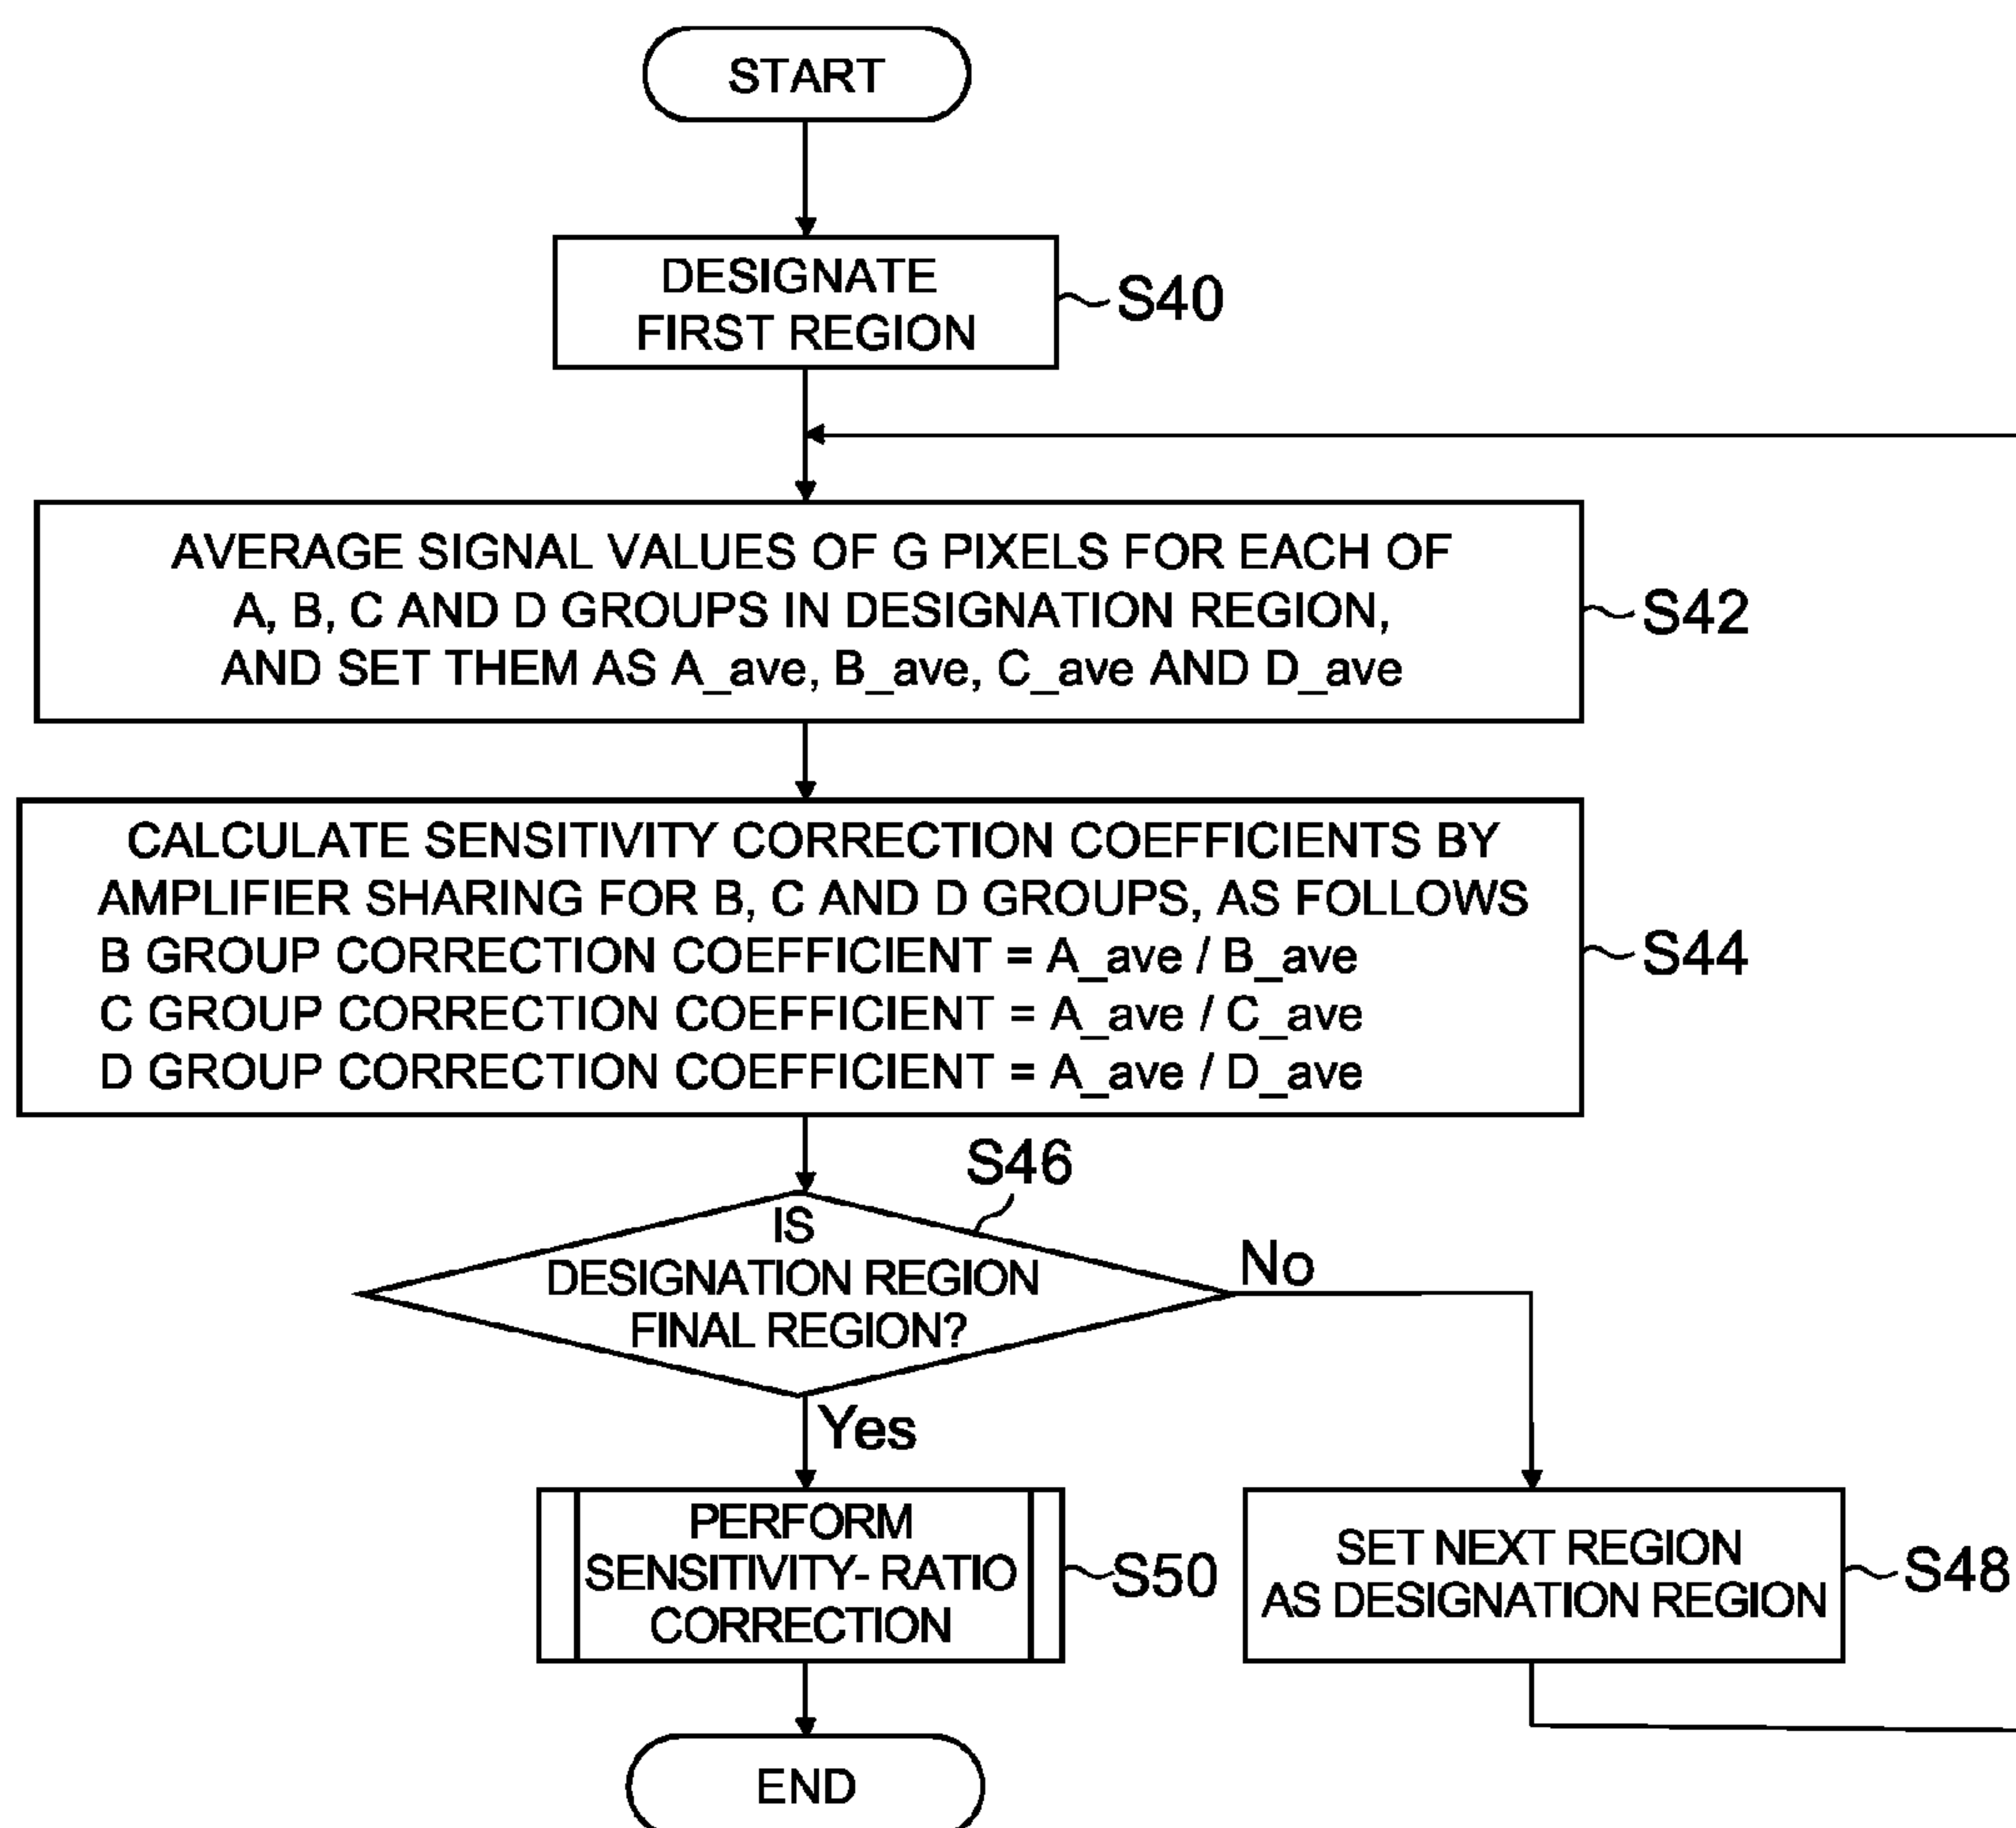 START
DESIGNATE
FIRST REGION
S40
AVERAGE SIGNAL VALUES OF G PIXELS FOR EACH OF
A, B, C AND D GROUPS IN DESIGNATION REGION,
AND SET THEM AS A_ave, B_ave, C_ave AND D_ave
S42
CALCULATE SENSITIVITY CORRECTION COEFFICIENTS BY
AMPLIFIER SHARING FOR B, C AND D GROUPS, AS FOLLOWS
B GROUP CORRECTION COEFFICIENT = A_ave / B_ave
C GROUP CORRECTION COEFFICIENT = A_ave / C_ave
D GROUP CORRECTION COEFFICIENT = A_ave / D_ave
S44
S46
IS
DESIGNATION REGION
FINAL REGION?
No
Yes
PERFORM
SENSITIVITY- RATIO
CORRECTION
S50
SET NEXT REGION
AS DESIGNATION REGION
S48
END